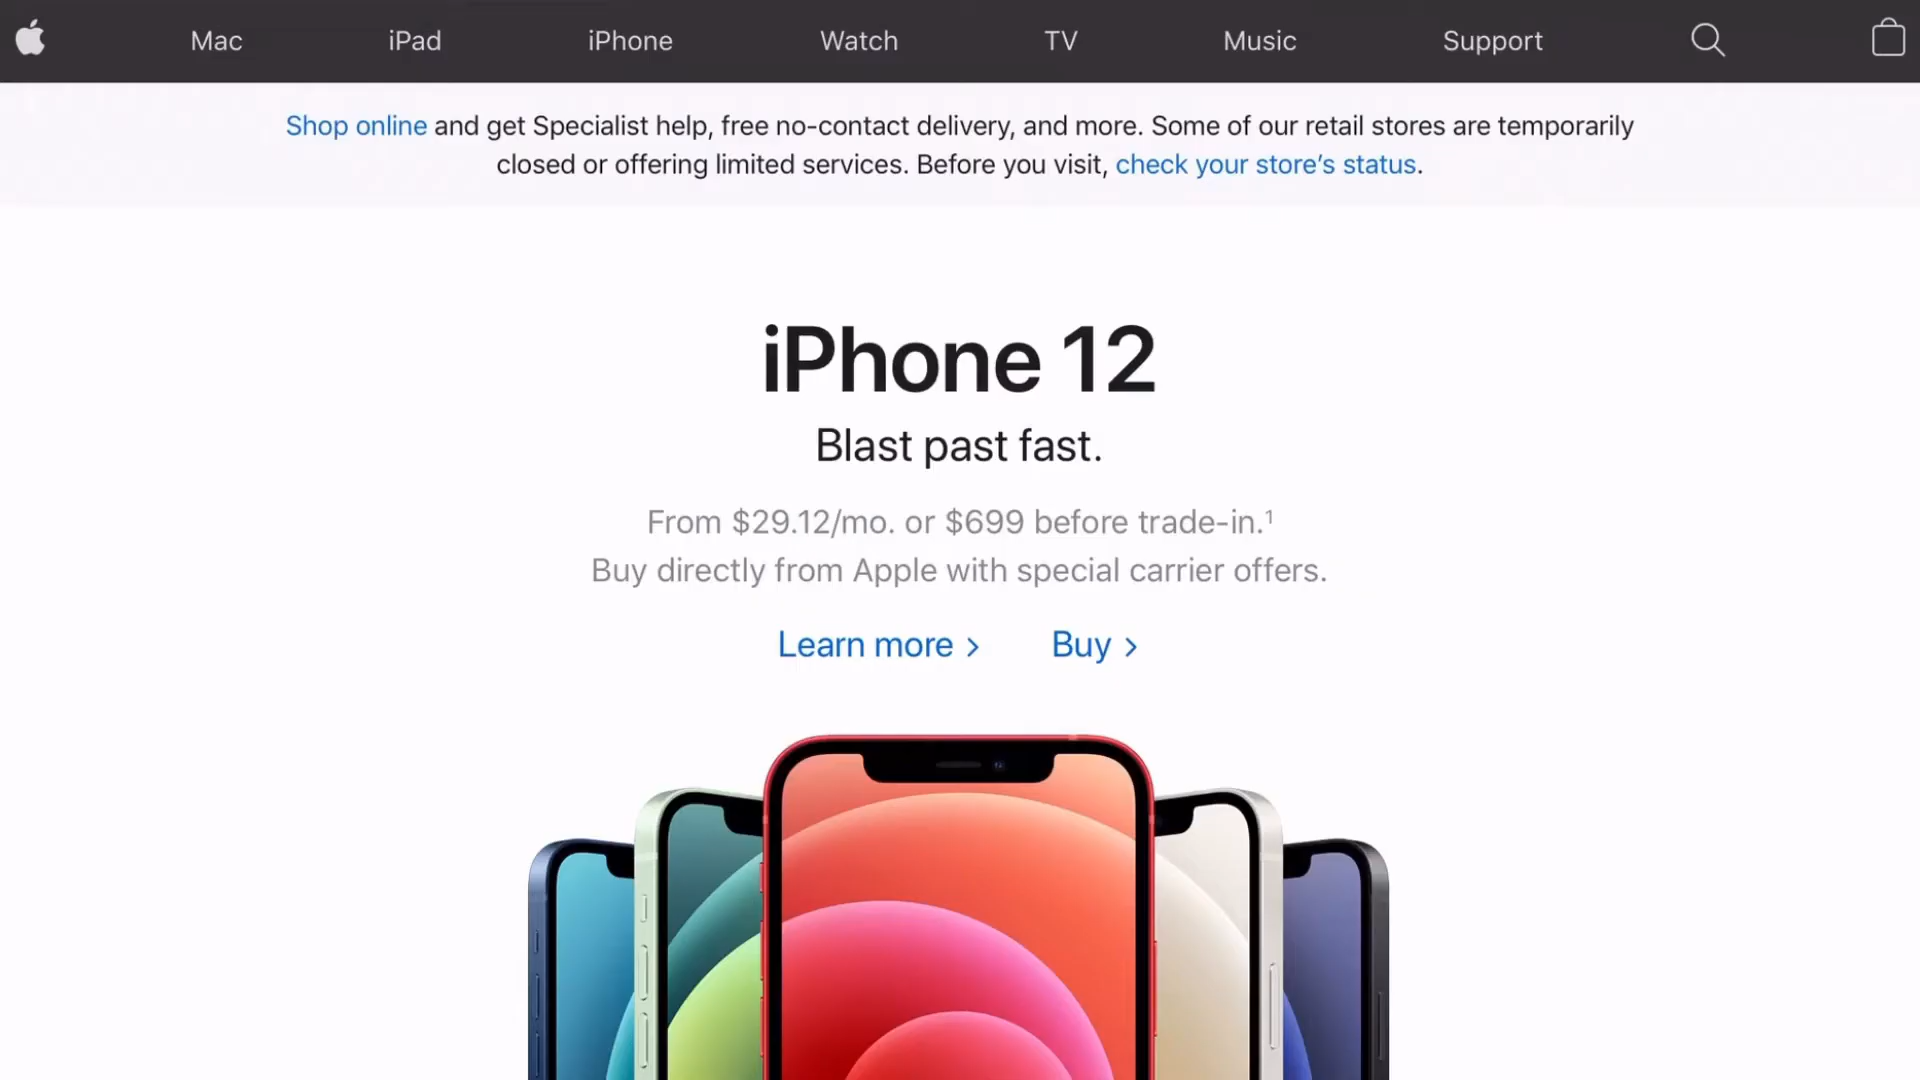 Mac iPad iPhone Watch TV Music Support
Shop online and get Specialist help, free no-contact delivery, and more. Some of our retail stores are temporarily
closed or offering limited services. Before you visit, check your store’s status.
iPhone 12
Blast past fast.
From $29.12/mo. or $699 before trade-in.¹
Buy directly from Apple with special carrier offers.
Learn more > Buy >